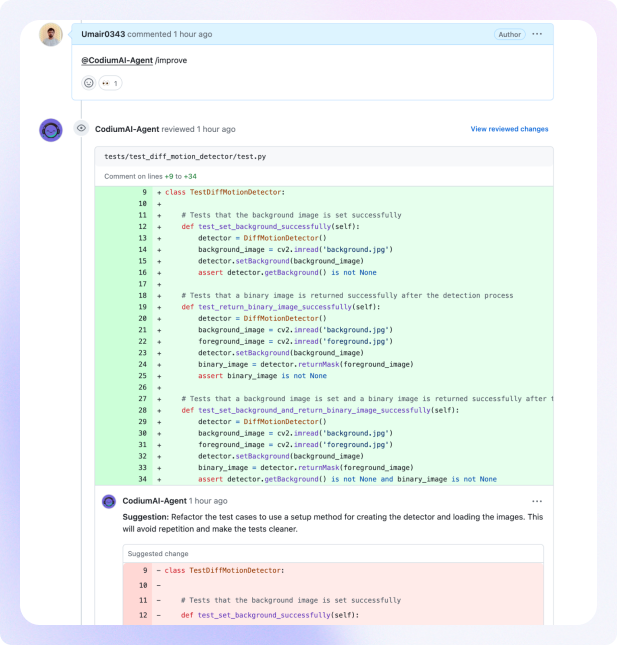 Umair0343 commented 1 hour ago Author ...
@CodiumAI-Agent /improve
1
CodiumAI-Agent reviewed 1 hour ago View reviewed changes
tests/test_diff_motion_detector/test.py
Comment on lines +9 to +34
9 + class TestDiffMotionDetector:
10 +
11 + # Tests that the background image is set successfully
12 + def test_set_background_successfully(self):
13 + detector = DiffMotionDetector()
14 + background_image = cv2.imread('background.jpg')
15 + detector.setBackground(background_image)
16 + assert detector.getBackground() is not None
17 +
18 + # Tests that a binary image is returned successfully after the detection process
19 + def test_return_binary_image_successfully(self):
20 + detector = DiffMotionDetector()
21 + background_image = cv2.imread('background.jpg')
22 + foreground_image = cv2.imread('foreground.jpg')
23 + detector.setBackground(background_image)
24 + binary_image = detector.returnMask(foreground_image)
25 + assert binary_image is not None
26 +
27 + # Tests that a background image is set and a binary image is returned successfully after
28 + def test_set_background_and_return_binary_image_successfully(self):
29 + detector = DiffMotionDetector()
30 + background_image = cv2.imread('background.jpg')
31 + foreground_image = cv2.imread('foreground.jpg')
32 + detector.setBackground(background_image)
33 + binary_image = detector.returnMask(foreground_image)
34 + assert detector.getBackground() is not None and binary_image is not None
CodiumAI-Agent 1 hour ago ...
Suggestion: Refactor the test cases to use a setup method for creating the detector and loading the images. This
will avoid repetition and make the tests cleaner.
Suggested change
9 - class TestDiffMotionDetector:
10 -
11 - # Tests that the background image is set successfully
12 - def test_set_background_successfully(self):